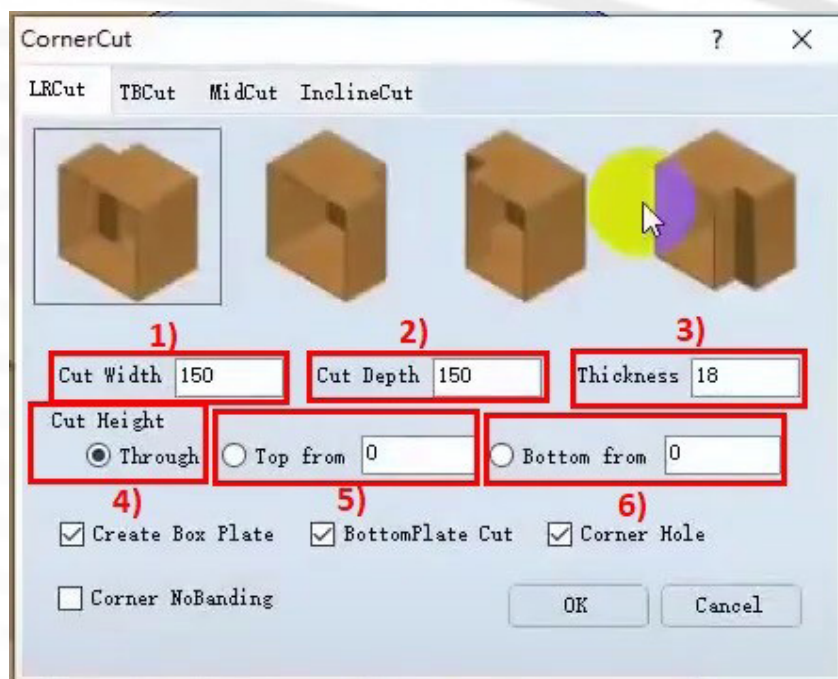 CornerCut ? ×
LRCut TBCut MidCut InclineCut
1) 2) 3)
Cut Width 150 Cut Depth 150 Thickness 18
Cut Height
Through Top from 0 Bottom from 0
4) 5) 6)
Create Box Plate BottomPlate Cut Corner Hole
Corner NoBanding OK Cancel